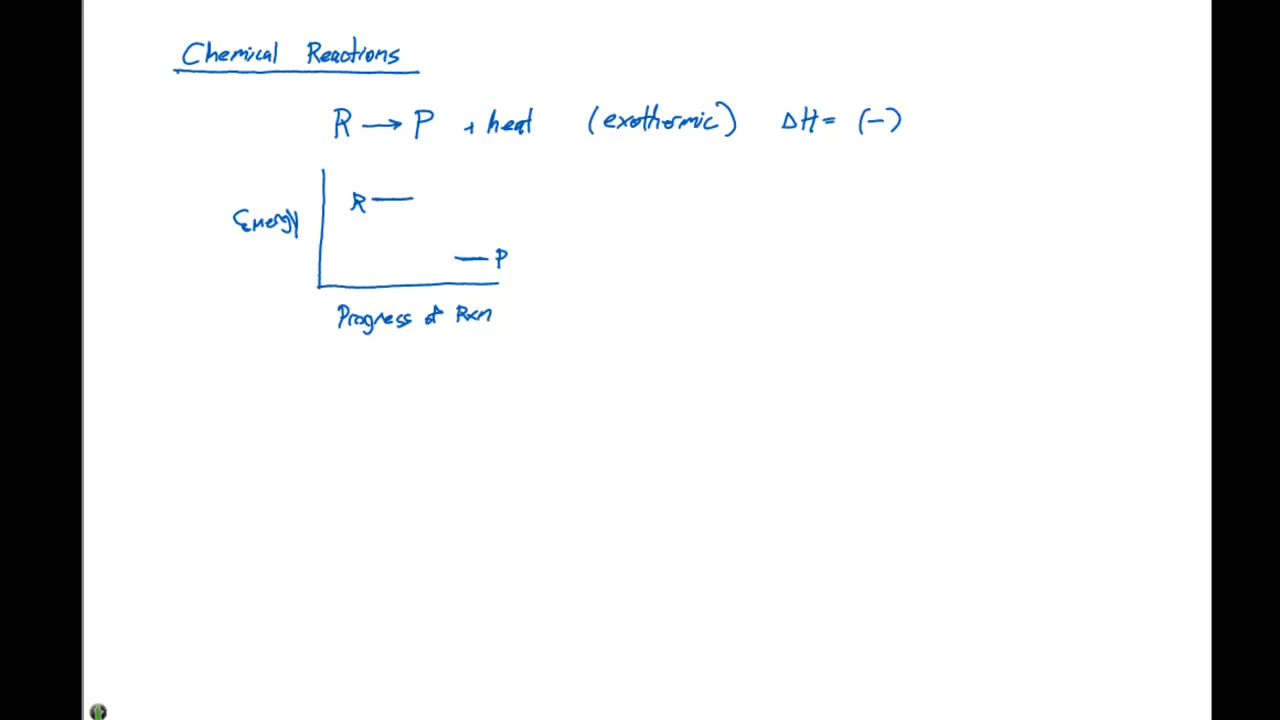 Chemical Reactions
R → P + heat (exothermic) ΔH = (−)
R
Energy
P
Progress of Rxn